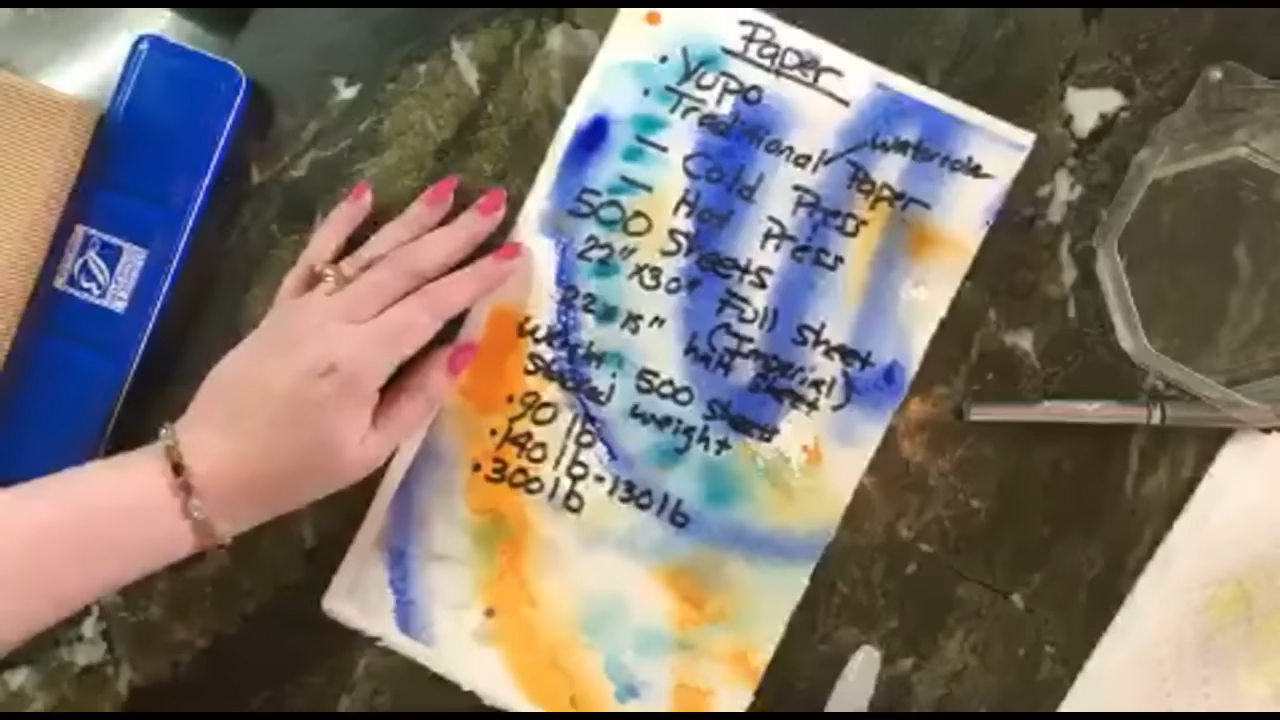 Paper
• Yupo
• Traditional ✓ watercolor Paper
— Cold Press
— Hot Press
500 Sheets
22" x 30" Full sheet
(Imperial)
22 x 15" half sheet
weight: 500 sheets
stacked weight
• 90 lb
• 140 lb - 130 lb
• 300 lb